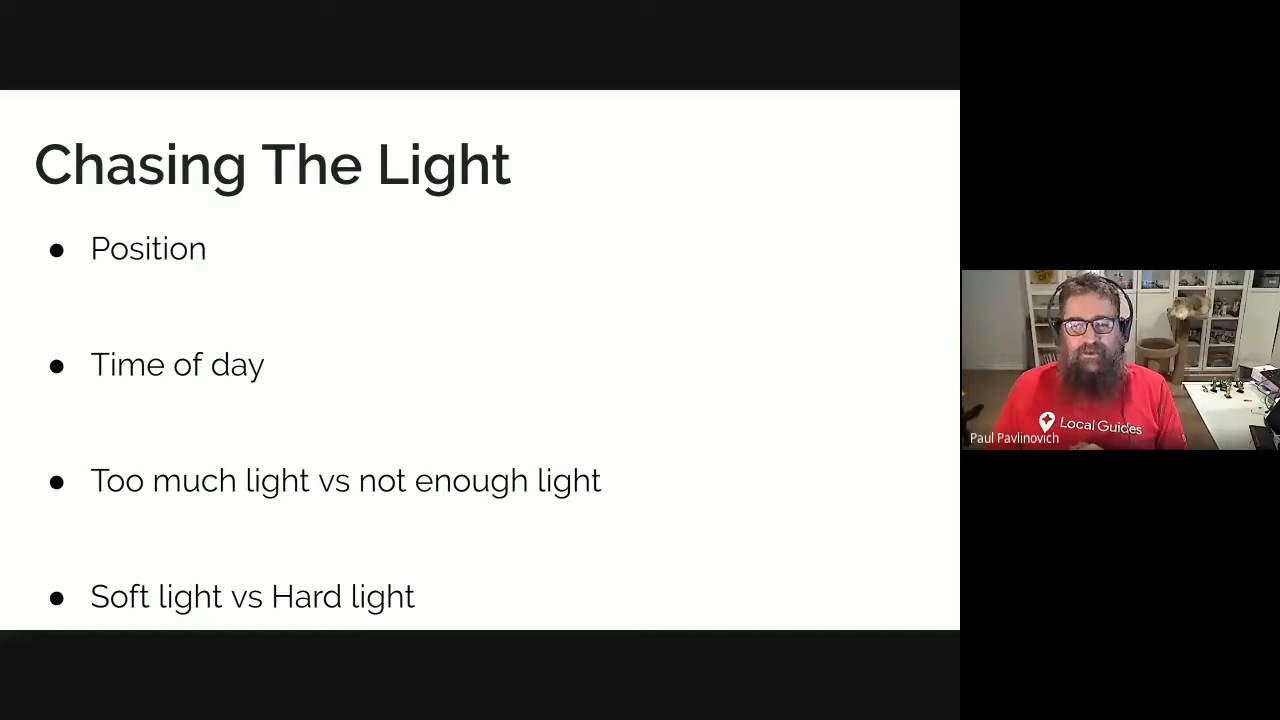 Chasing The Light
● Position
● Time of day
● Too much light vs not enough light
● Soft light vs Hard light
Local Guides
Paul Pavlinovich